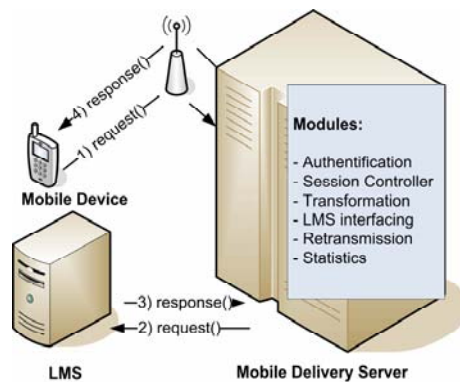 4) response()
1) request()
Mobile Device
Modules:
- Authentification
- Session Controller
- Transformation
- LMS interfacing
- Retransmission
- Statistics
3) response()
2) request()
LMS
Mobile Delivery Server